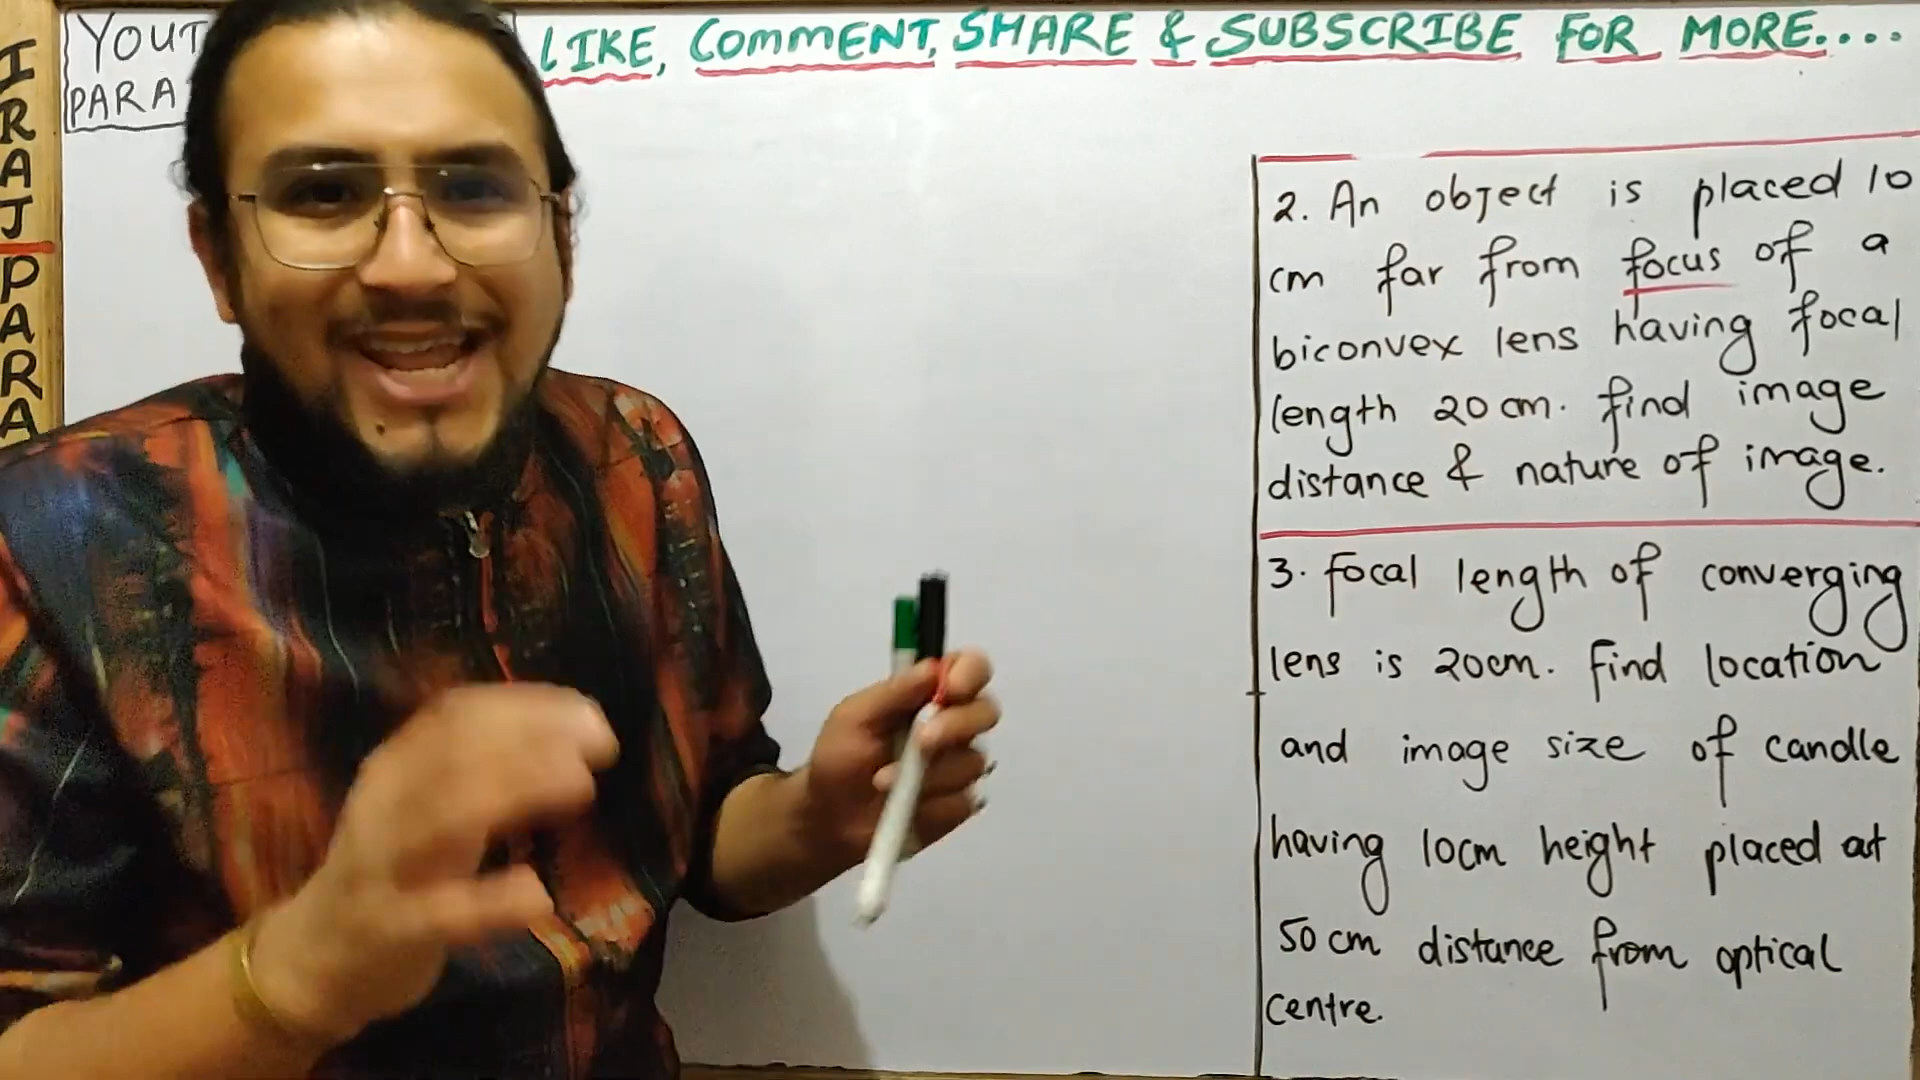 IRAJ PARA
YOUT
PARA
LIKE, COMMENT, SHARE & SUBSCRIBE FOR MORE....
2. An object is placed 10
cm far from focus of a
biconvex lens having focal
length 20 cm. find image
distance & nature of image.
3. Focal length of converging
lens is 20cm. Find location
and image size of candle
having 10cm height placed at
50 cm distance from optical
centre.